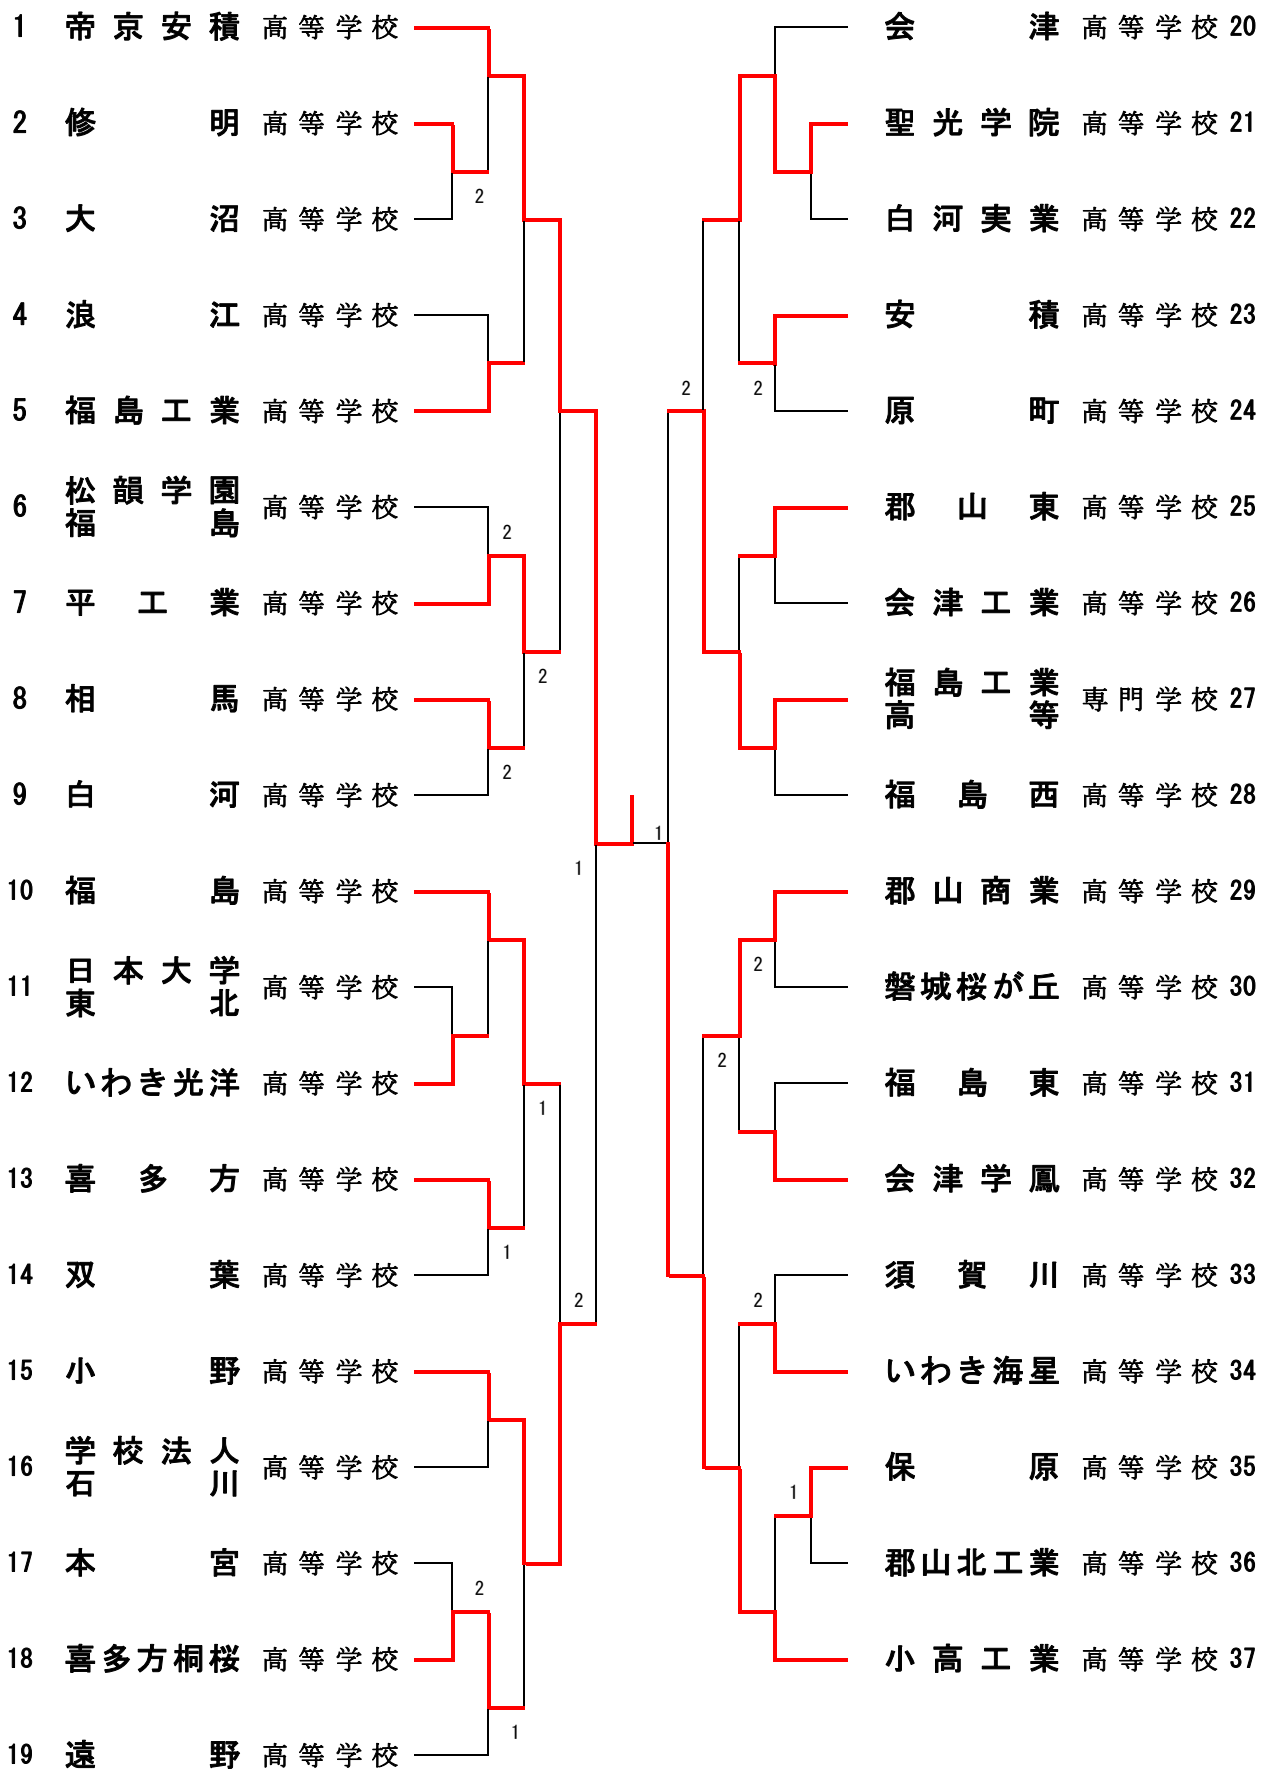 1 帝京安積 高等学校
2 修明 高等学校
2
3 大沼 高等学校
4 浪江 高等学校
5 福島工業 高等学校
6 松韻学園福島 高等学校
2
7 平工業 高等学校
2
8 相馬 高等学校
2
9 白河 高等学校
1
10 福島 高等学校
11 日本大学東北 高等学校
12 いわき光洋 高等学校
1
13 喜多方 高等学校
1
14 双葉 高等学校
2
15 小野 高等学校
16 学校法人石川 高等学校
17 本宮 高等学校
2
18 喜多方桐桜 高等学校
1
19 遠野 高等学校
1
会津 高等学校 20
聖光学院 高等学校 21
白河実業 高等学校 22
安積 高等学校 23
2
2
原町 高等学校 24
郡山東 高等学校 25
会津工業 高等学校 26
福島工業高等 専門学校 27
福島西 高等学校 28
郡山商業 高等学校 29
2
磐城桜が丘 高等学校 30
2
福島東 高等学校 31
会津学鳳 高等学校 32
須賀川 高等学校 33
2
いわき海星 高等学校 34
保原 高等学校 35
1
郡山北工業 高等学校 36
小高工業 高等学校 37